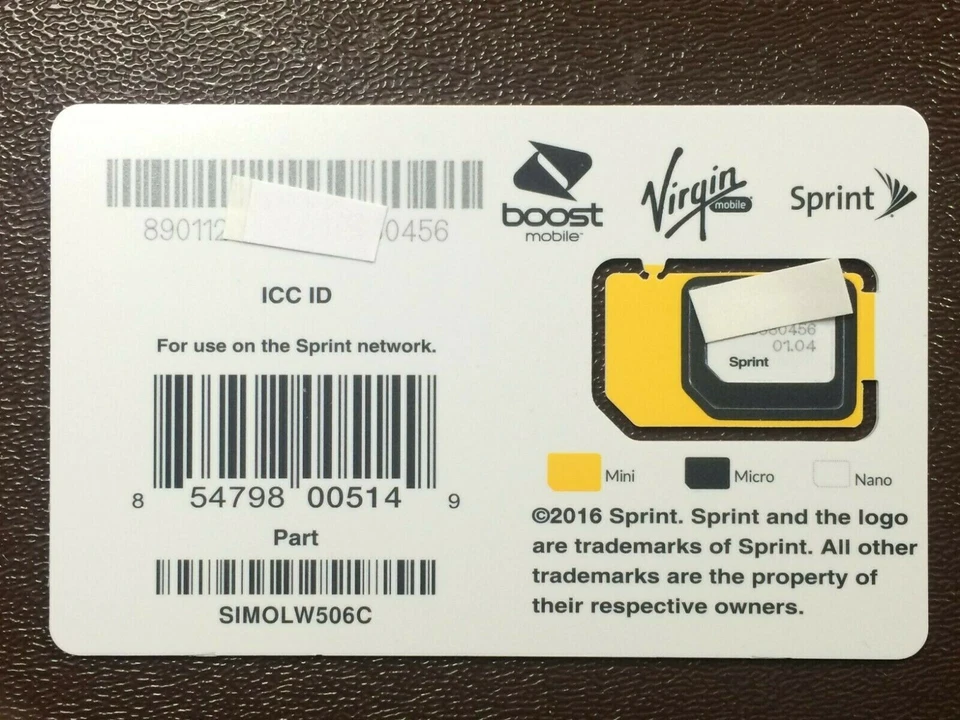 890112 0456
ICC ID
For use on the Sprint network.
8 54798 00514 9
Part
SIMOLW506C
boost
mobile
Virgin
mobile
Sprint
80456
01.04
Sprint
Mini
Micro
Nano
©2016 Sprint. Sprint and the logo
are trademarks of Sprint. All other
trademarks are the property of
their respective owners.